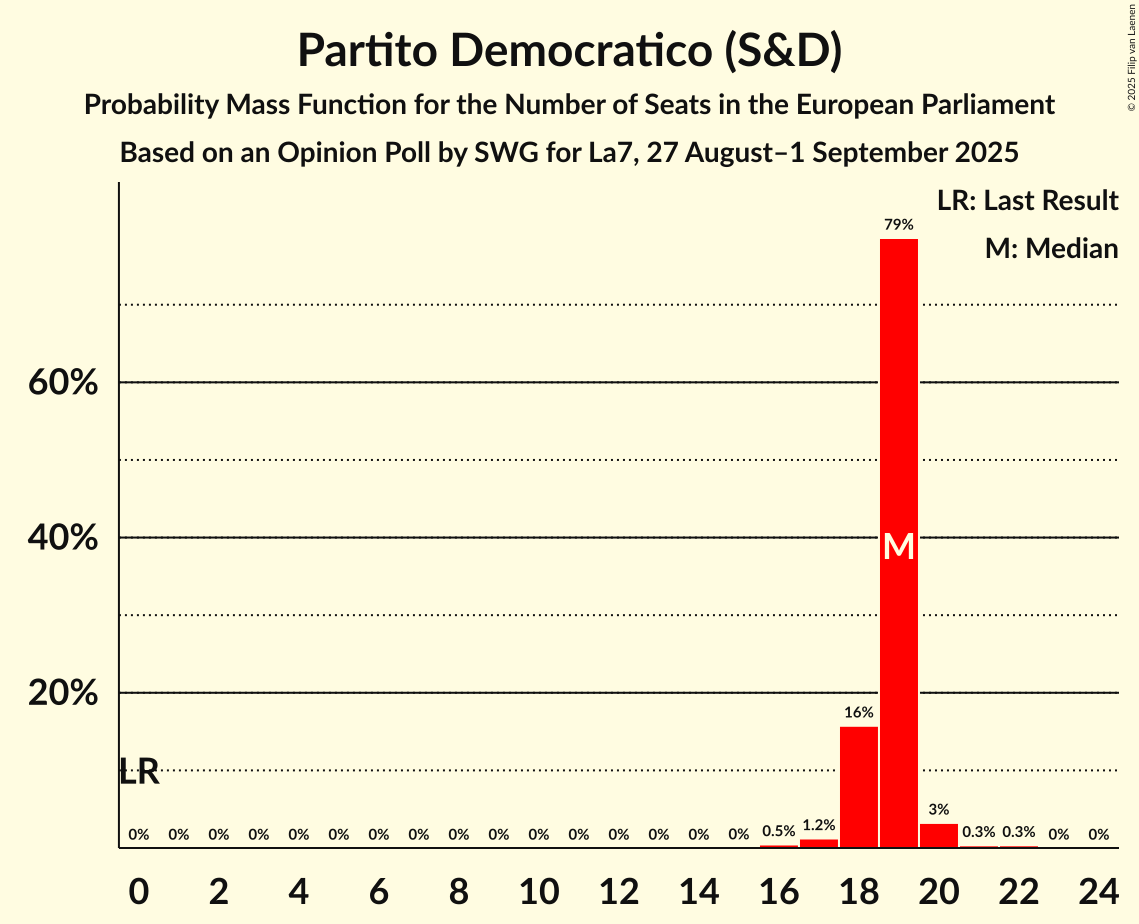 Partito Democratico (S&D)
Probability Mass Function for the Number of Seats in the European Parliament
Based on an Opinion Poll by SWG for La7, 27 August–1 September 2025
© 2025 Filip van Laenen
LR: Last Result
M: Median
79%
60%
40%
M
20%
16%
LR
0% 0% 0% 0% 0% 0% 0% 0% 0% 0% 0% 0% 0% 0% 0% 0% 0.5% 1.2% 3% 0.3% 0.3% 0% 0%
0 2 4 6 8 10 12 14 16 18 20 22 24